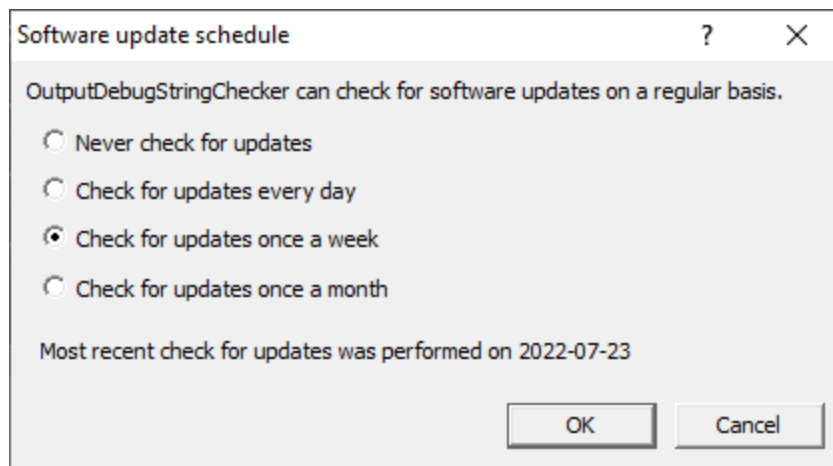 Software update schedule
OutputDebugStringChecker can check for software updates on a regular basis.
Never check for updates
Check for updates every day
Check for updates once a week
Check for updates once a month
Most recent check for updates was performed on 2022-07-23
OK Cancel